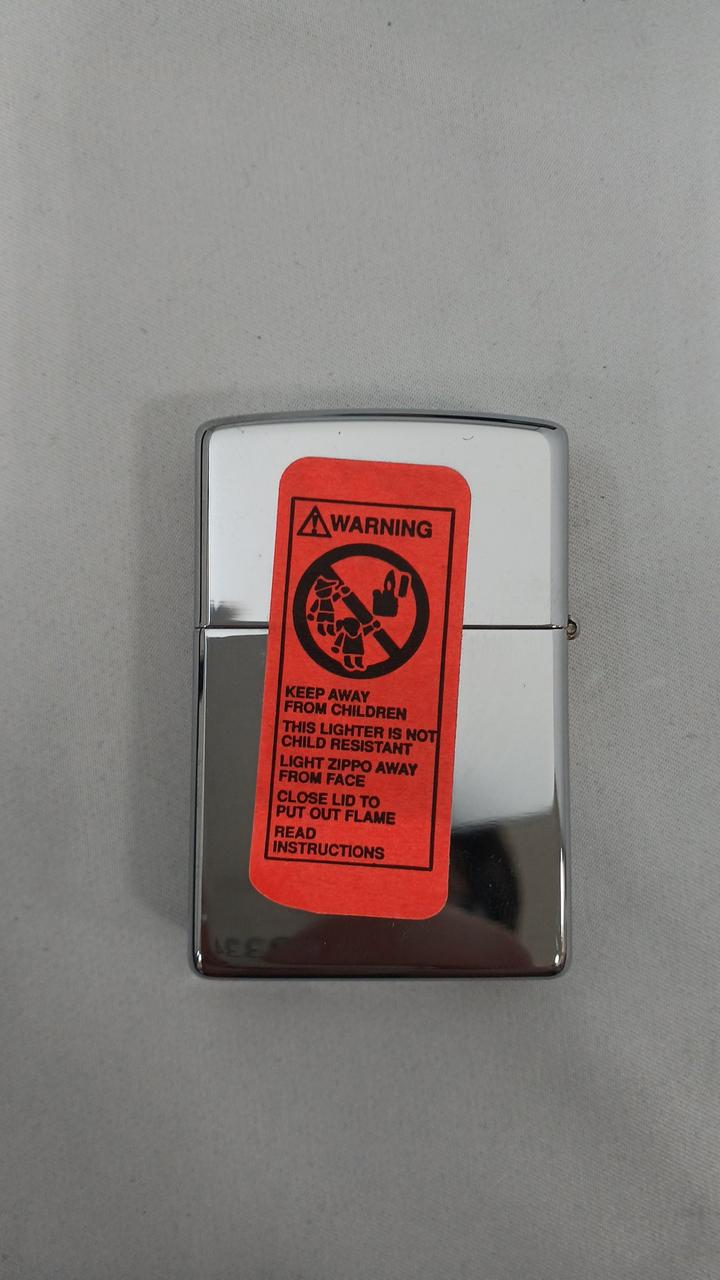 WARNING
KEEP AWAY
FROM CHILDREN
THIS LIGHTER IS NOT
CHILD RESISTANT
LIGHT ZIPPO AWAY
FROM FACE
CLOSE LID TO
PUT OUT FLAME
READ
INSTRUCTIONS